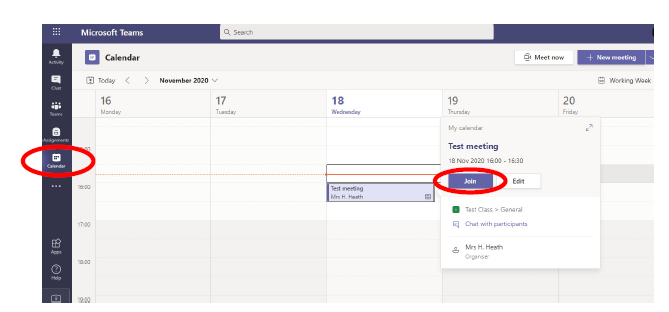 Microsoft Teams
Search
Activity
Chat
Teams
Assignments
Calendar
Apps
Help
Calendar
Meet now
+ New meeting
Today
November 2020
Working Week
16
Monday
17
Tuesday
18
Wednesday
19
Thursday
20
Friday
16:00
17:00
18:00
19:00
Test meeting
Mrs H. Heath
My calendar
Test meeting
18 Nov 2020 16:00 - 16:30
Join
Edit
Test Class > General
Chat with participants
Mrs H. Heath
Organiser